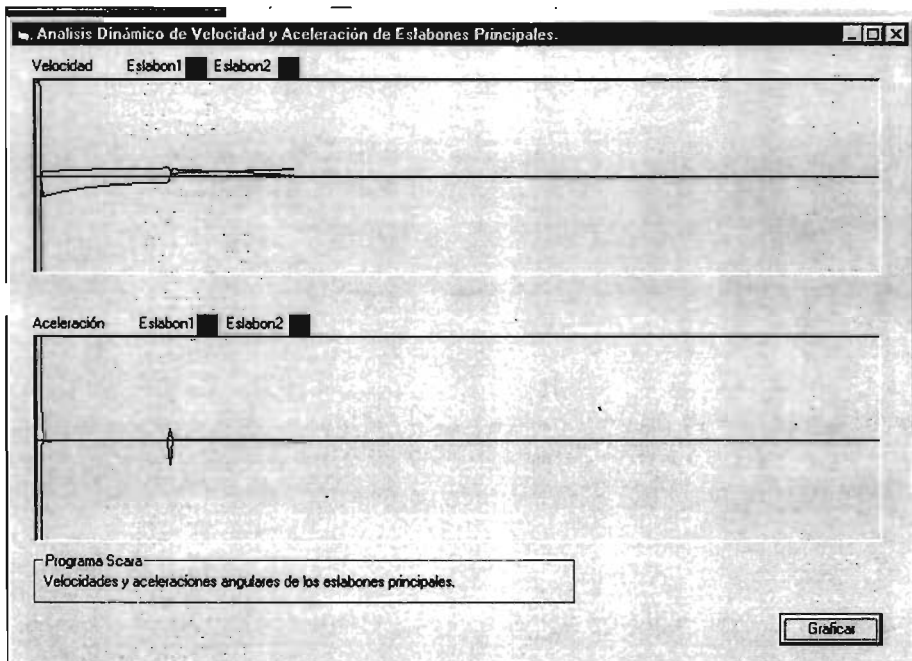 Analisis Dinámico de Velocidad y Aceleración de Eslabones Principales.
Velocidad Eslabon1 Eslabon2
Aceleración Eslabon1 Eslabon2
Programa Scara
Velocidades y aceleraciones angulares de los eslabones principales.
Graficar